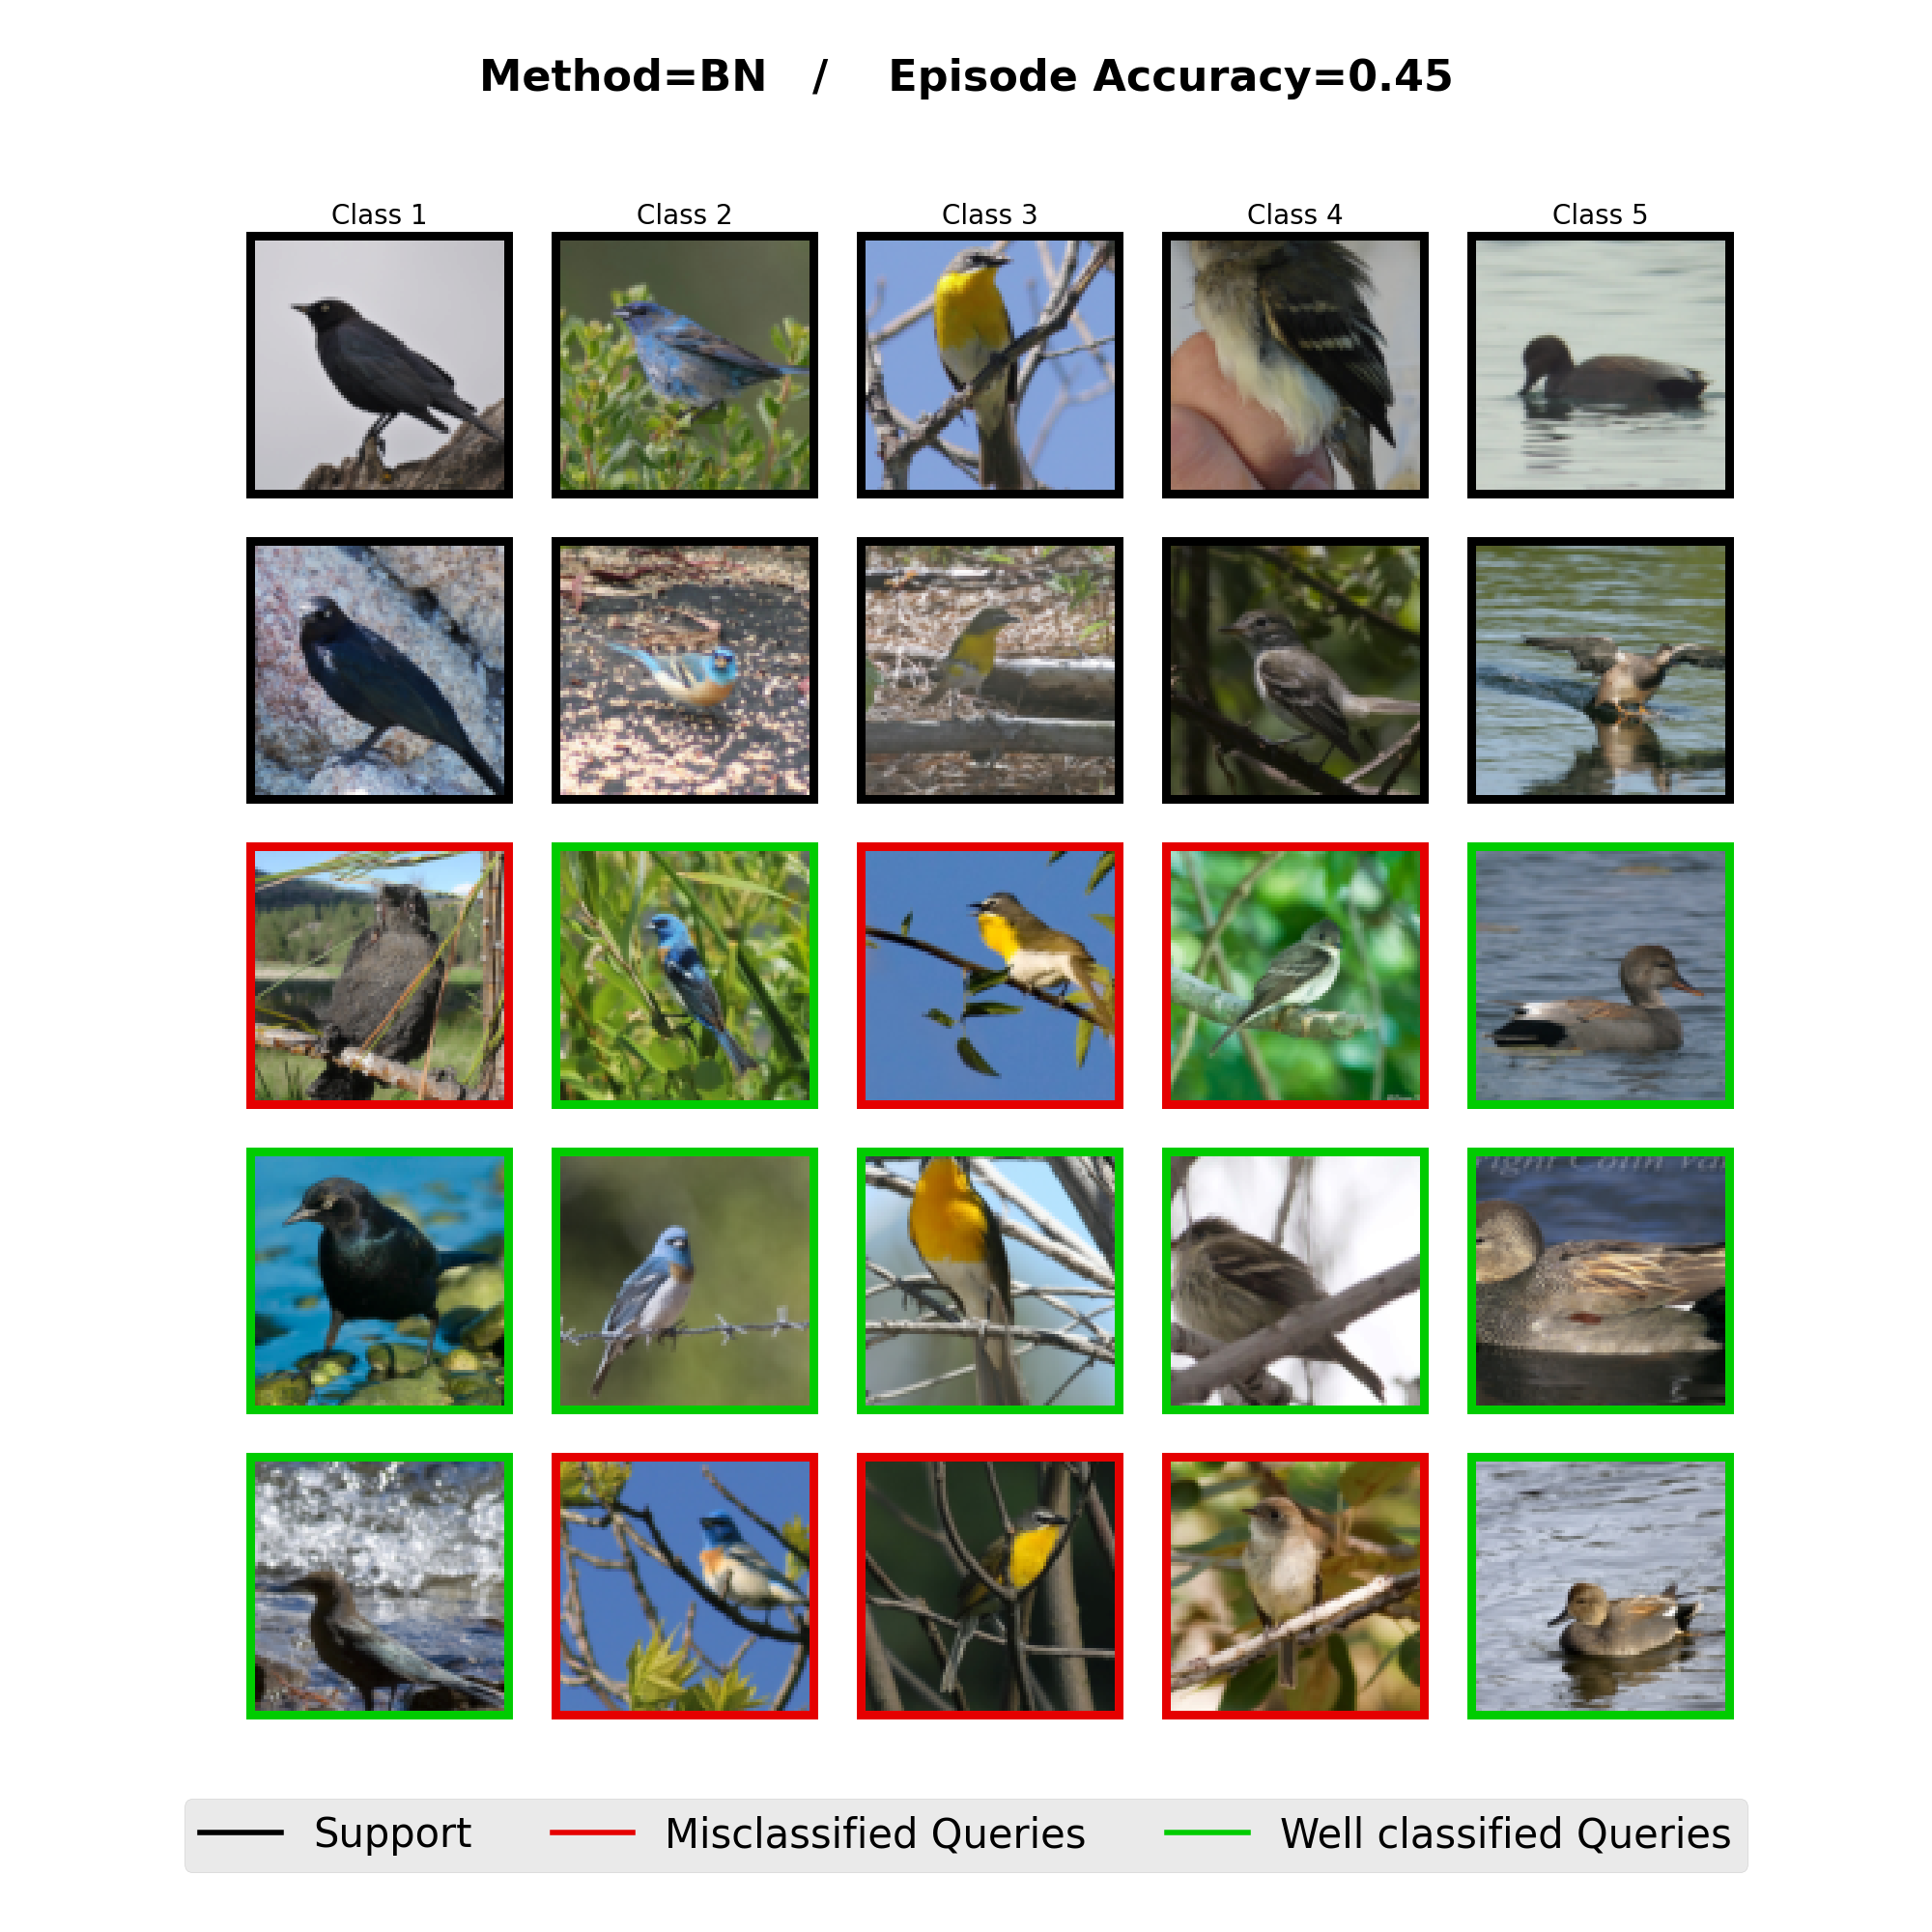 Method=BN / Episode Accuracy=0.45
Class 1 Class 2 Class 3 Class 4 Class 5
Colin
Support Misclassified Queries Well classified Queries